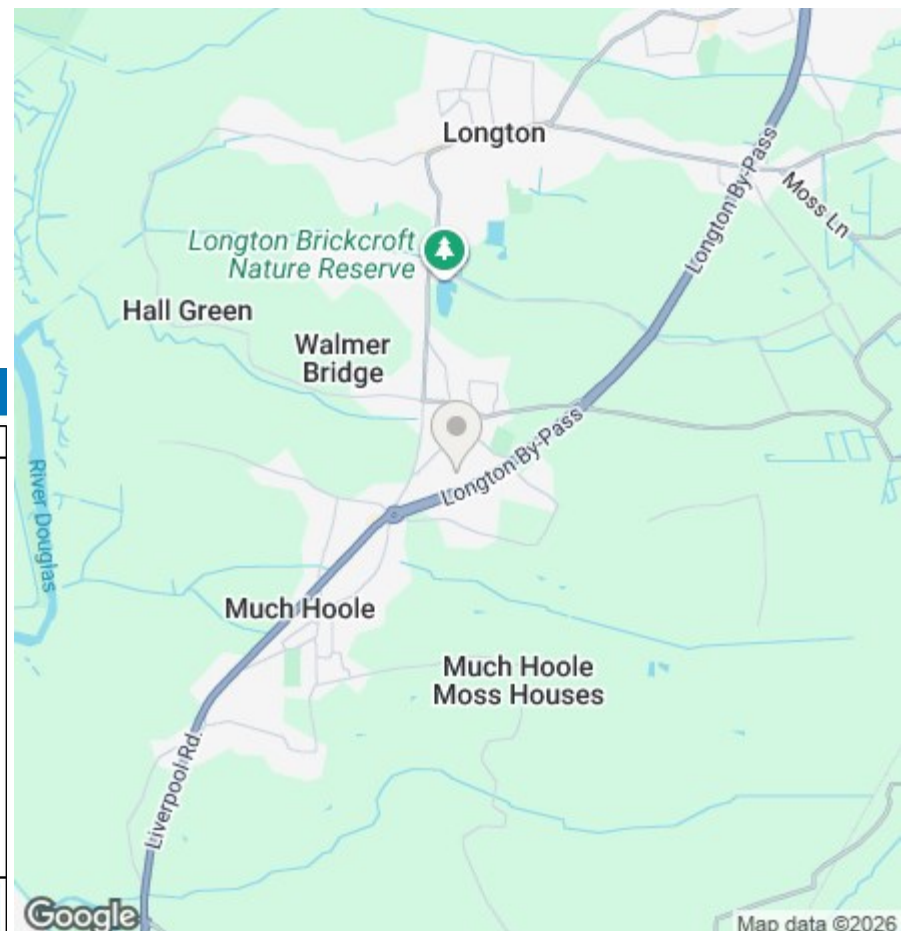 Longton
Longton By-Pass
Moss Ln
Longton Brickcroft
Nature Reserve
Hall Green
Walmer
Bridge
Longton By-Pass
River Douglas
Much Hoole
Much Hoole
Moss Houses
Liverpool Rd
Google
Map data ©2026